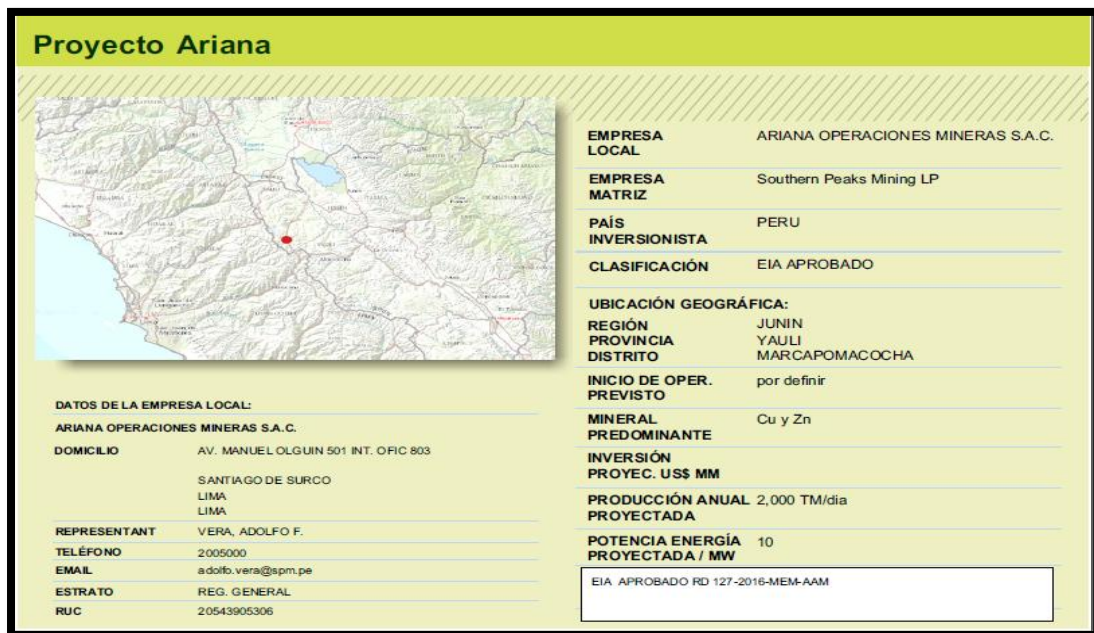 Proyecto Ariana
EMPRESA ARIANA OPERACIONES MINERAS S.A.C.
LOCAL
EMPRESA Southern Peaks Mining LP
MATRIZ
PAÍS PERU
INVERSIONISTA
CLASIFICACIÓN EIA APROBADO
UBICACIÓN GEOGRÁFICA:
REGIÓN JUNIN
PROVINCIA YAULI
DISTRITO MARCAPOMACOCHA
INICIO DE OPER. por definir
PREVISTO
MINERAL Cu y Zn
PREDOMINANTE
INVERSIÓN
PROYEC. US$ MM
PRODUCCIÓN ANUAL 2,000 TM/dia
PROYECTADA
POTENCIA ENERGÍA 10
PROYECTADA / MW
EIA APROBADO RD 127-2016-MEM-AAM
DATOS DE LA EMPRESA LOCAL:
ARIANA OPERACIONES MINERAS S.A.C.
DOMICILIO AV. MANUEL OLGUIN 501 INT. OFIC 803
SANTIAGO DE SURCO
LIMA
LIMA
REPRESENTANT VERA, ADOLFO F.
TELÉFONO 2005000
EMAIL adolfo.vera@spm.pe
ESTRATO REG. GENERAL
RUC 20543905306